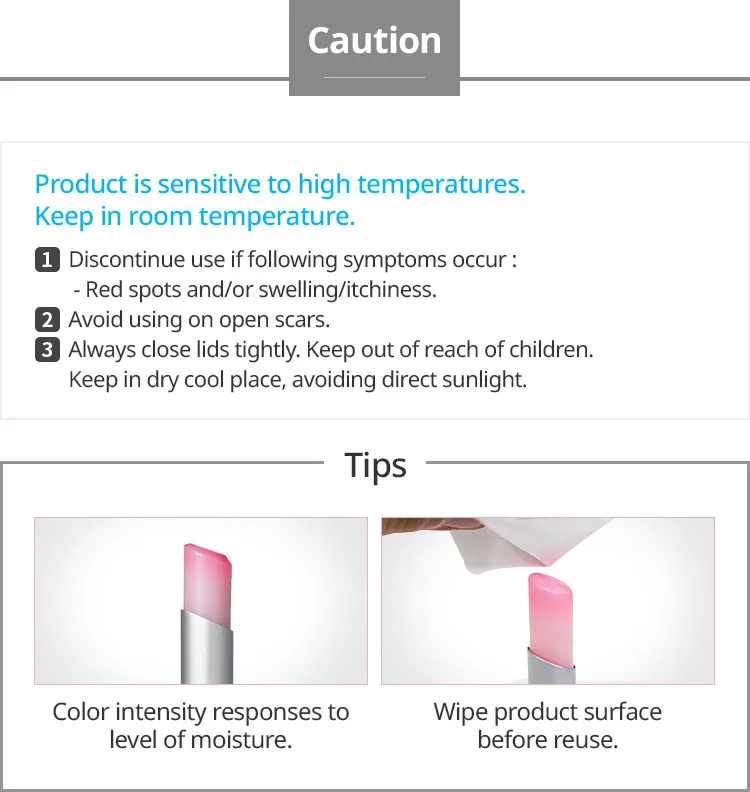 Caution
Product is sensitive to high temperatures.
Keep in room temperature.
1 Discontinue use if following symptoms occur :
- Red spots and/or swelling/itchiness.
2 Avoid using on open scars.
3 Always close lids tightly. Keep out of reach of children.
Keep in dry cool place, avoiding direct sunlight.
Tips
Color intensity responses to
level of moisture.
Wipe product surface
before reuse.